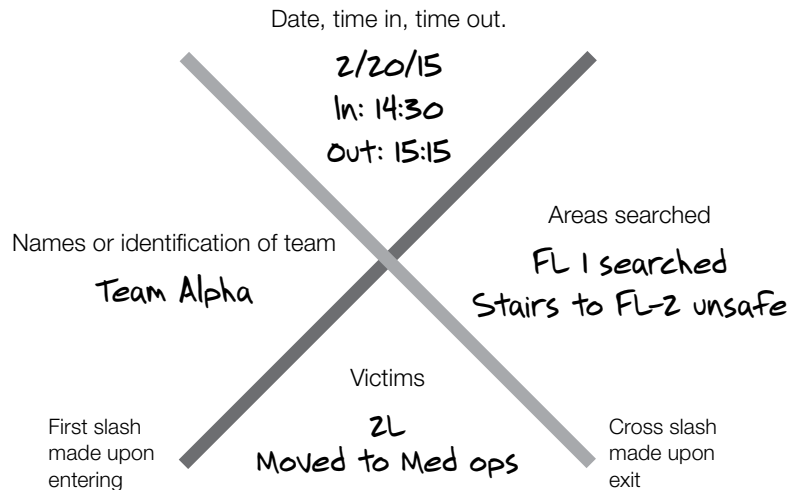 Date, time in, time out.
2/20/15
In: 14:30
Out: 15:15
Names or identification of team
Team Alpha
Areas searched
FL 1 searched
Stairs to FL-2 unsafe
Victims
2L
Moved to Med ops
First slash
made upon
entering
Cross slash
made upon
exit